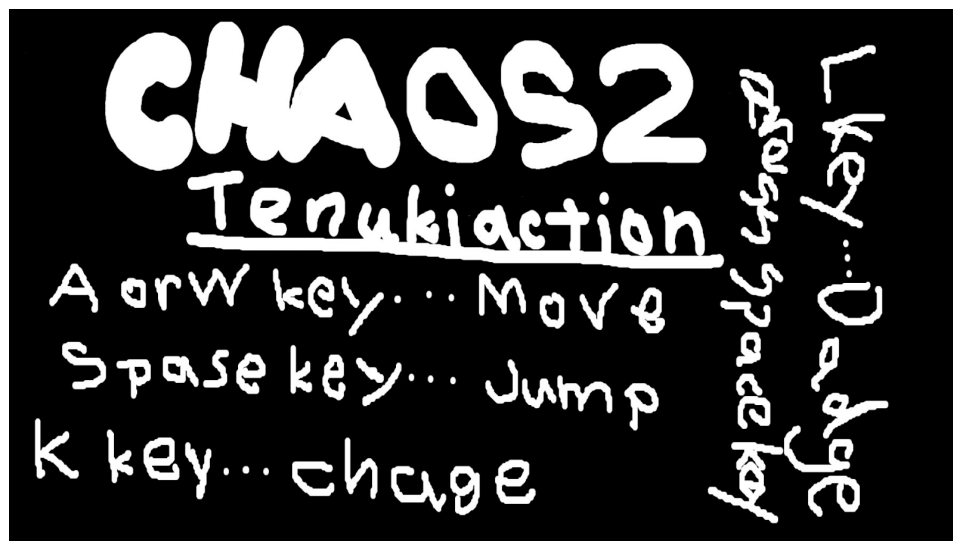 CHAOS2
Tenukiaction
A orW key... Move
Spase key... Jump
K key... chage
L key... Dadge
space key